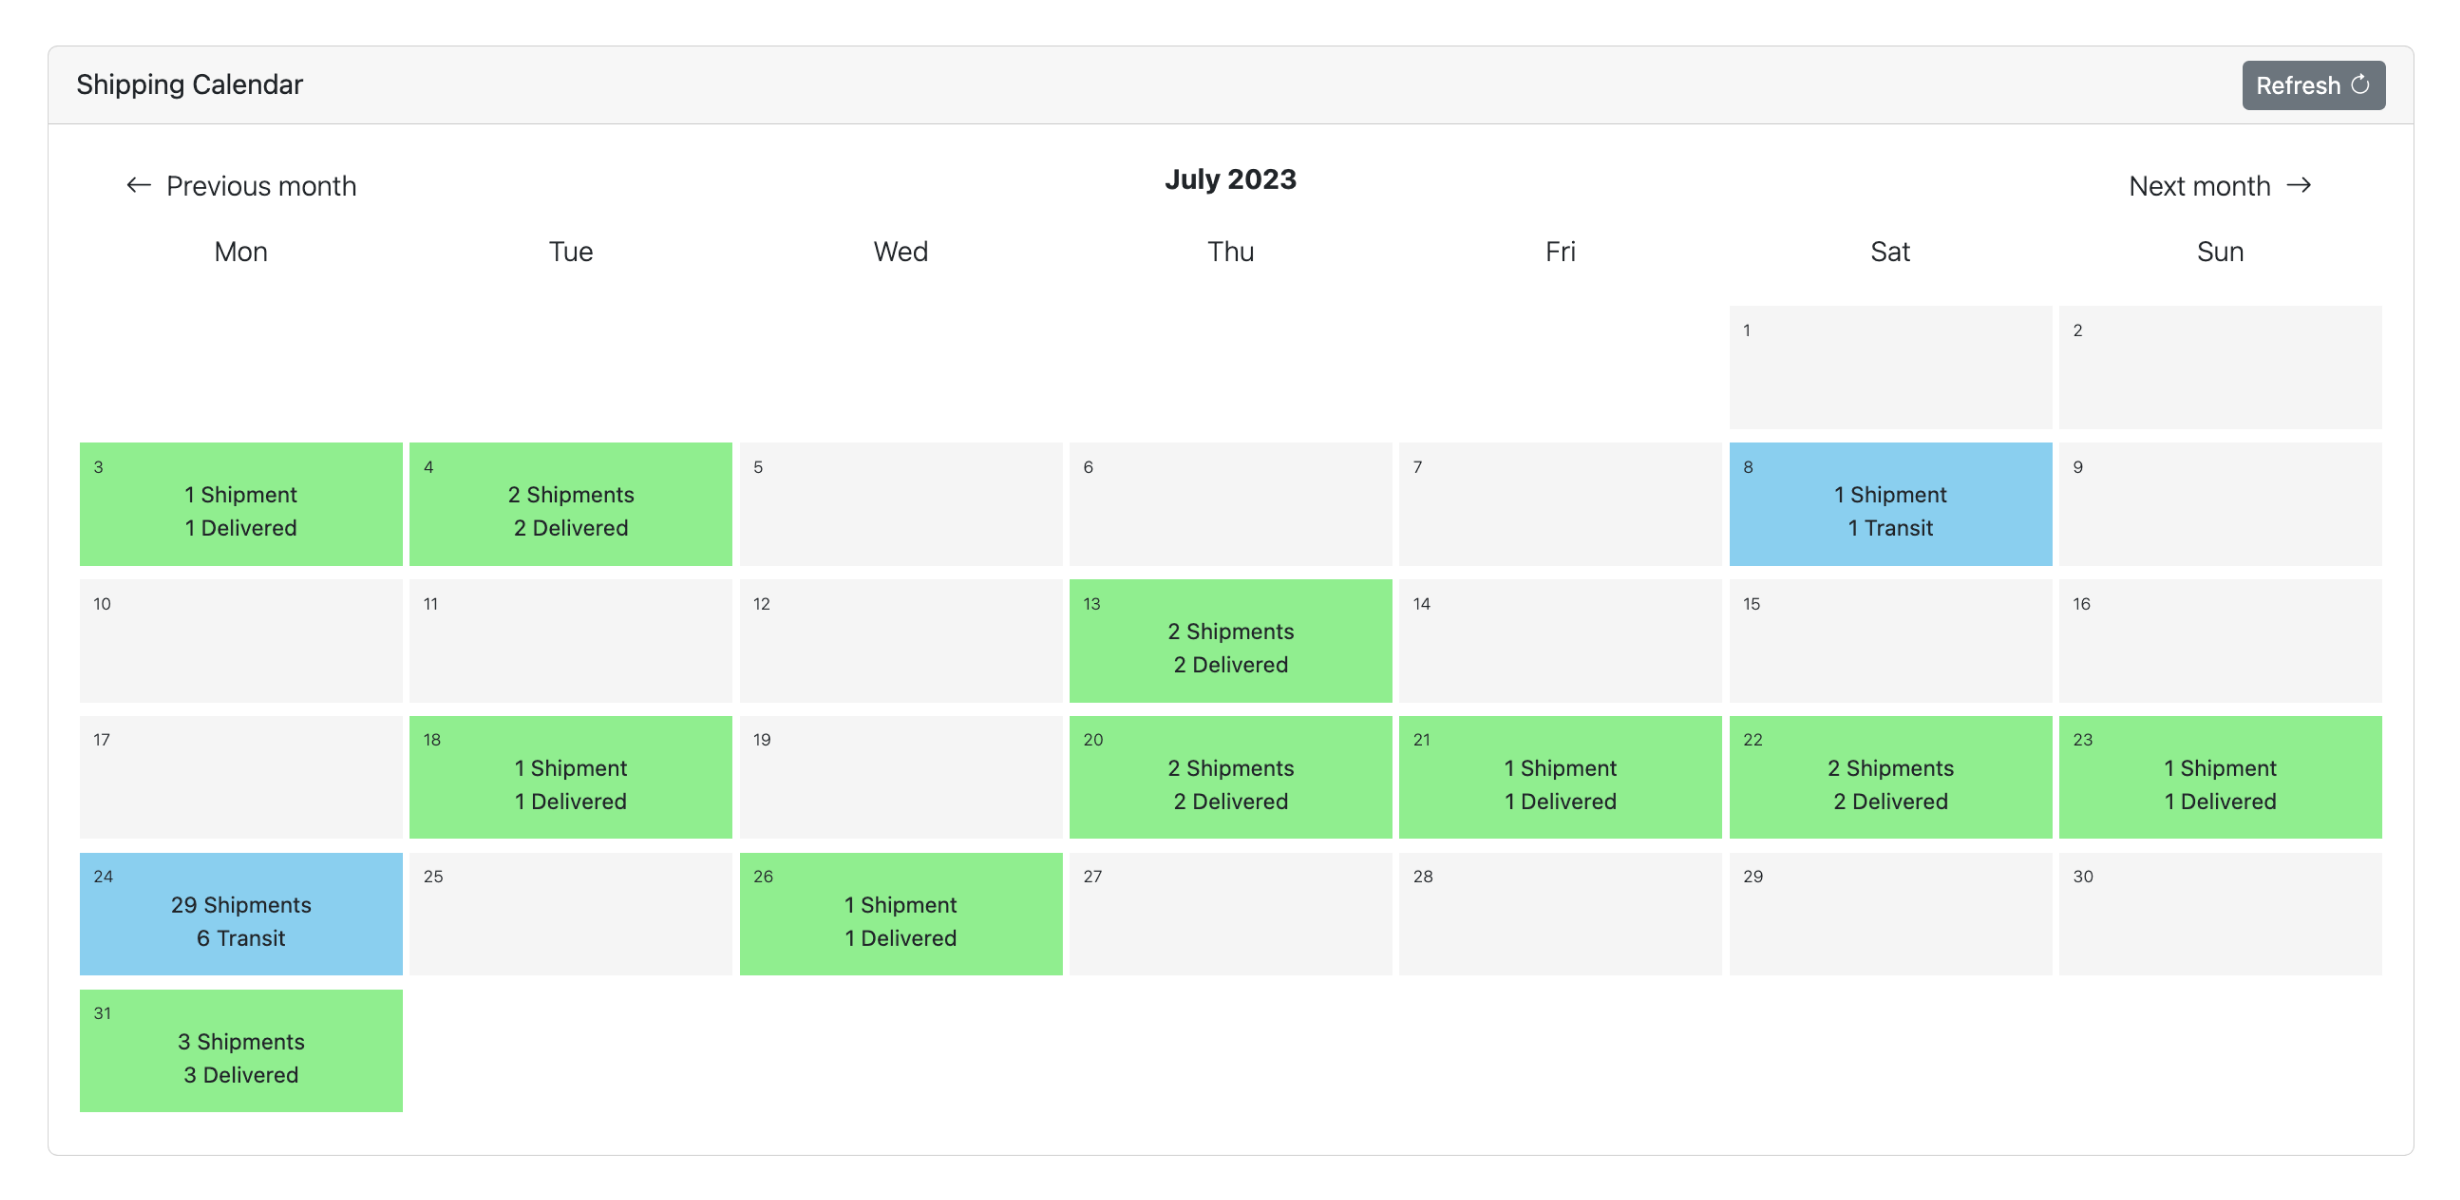 Shipping Calendar
Refresh
Previous month
July 2023
Next month
Mon Tue Wed Thu Fri Sat Sun
1 2
3
1 Shipment
1 Delivered
4
2 Shipments
2 Delivered
5
6
7
8
1 Shipment
1 Transit
9
10
11
12
13
2 Shipments
2 Delivered
14
15
16
17
18
1 Shipment
1 Delivered
19
20
2 Shipments
2 Delivered
21
1 Shipment
1 Delivered
22
2 Shipments
2 Delivered
23
1 Shipment
1 Delivered
24
29 Shipments
6 Transit
25
26
1 Shipment
1 Delivered
27
28
29
30
31
3 Shipments
3 Delivered